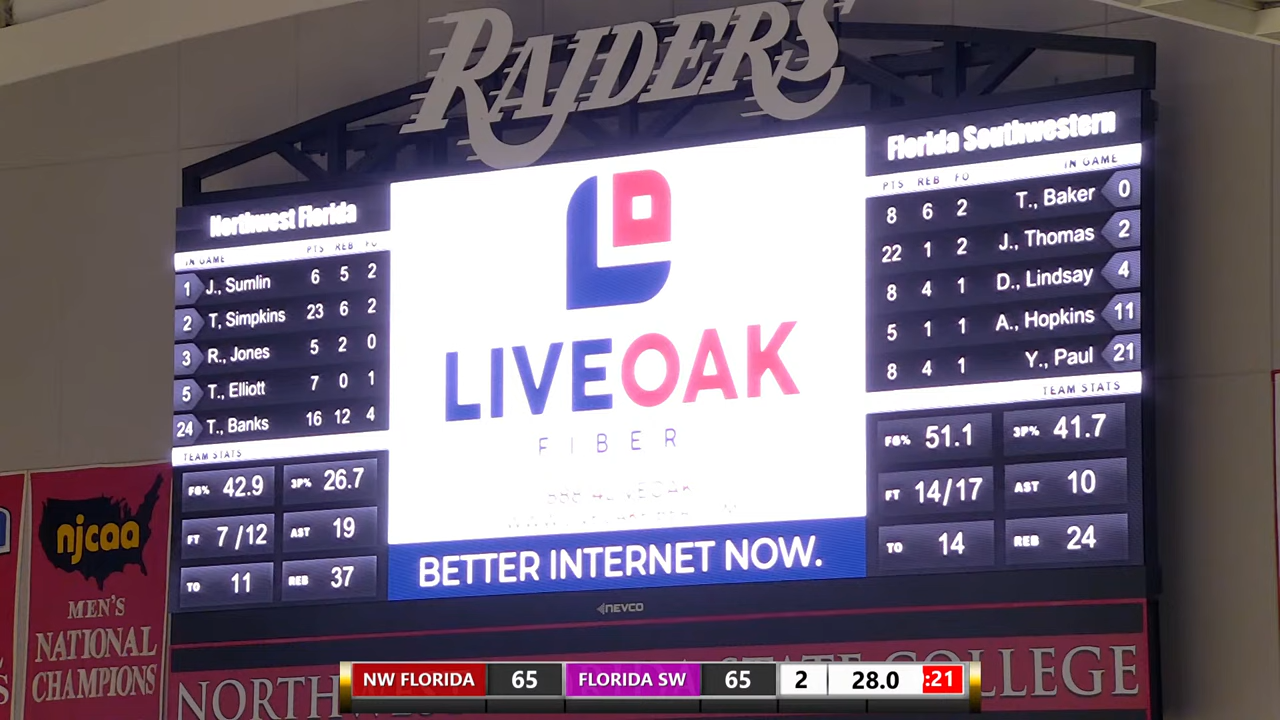 RAIDERS
Northwest Florida
IN GAME PTS REB FO
1 J., Sumlin 6 5 2
2 T, Simpkins 23 6 2
3 R., Jones 5 2 0
5 T., Elliott 7 0 1
24 T., Banks 16 12 4
TEAM STATS
FG% 42.9 3P% 26.7
FT 7/12 AST 19
TO 11 REB 37
LIVEOAK
FIBER
BETTER INTERNET NOW.
NEVCO
Florida Southwestern
IN GAME
PTS REB FO
8 6 2 T., Baker 0
22 1 2 J., Thomas 2
8 4 1 D., Lindsay 4
5 1 1 A., Hopkins 11
8 4 1 Y., Paul 21
TEAM STATS
FG% 51.1 3P% 41.7
FT 14/17 AST 10
TO 14 REB 24
njcaa
MEN'S
NATIONAL
CHAMPIONS
COLLEGE
NW FLORIDA 65 FLORIDA SW 65 2 28.0 :21